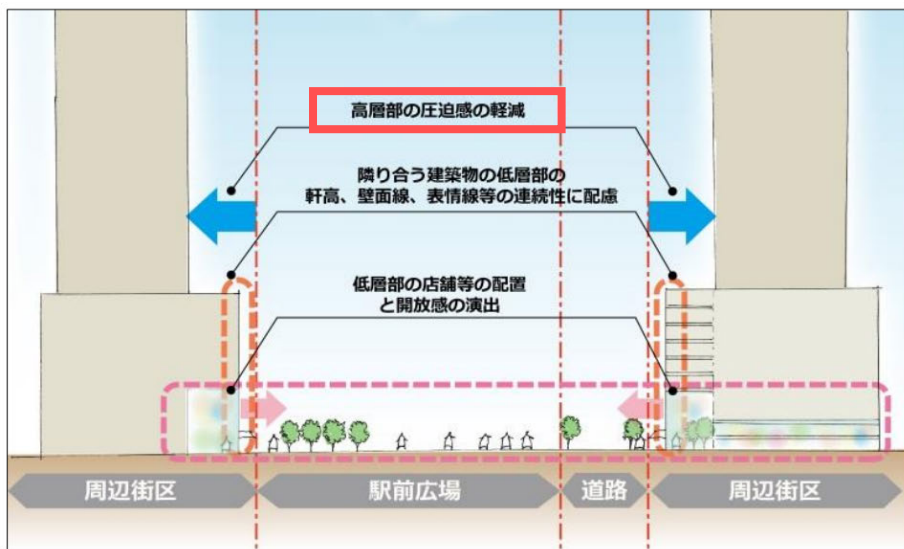 高層部の圧迫感の軽減
隣り合う建築物の低層部の
軒高、壁面線、表情線等の連続性に配慮
低層部の店舗等の配置
と開放感の演出
周辺街区
駅前広場
道路
周辺街区